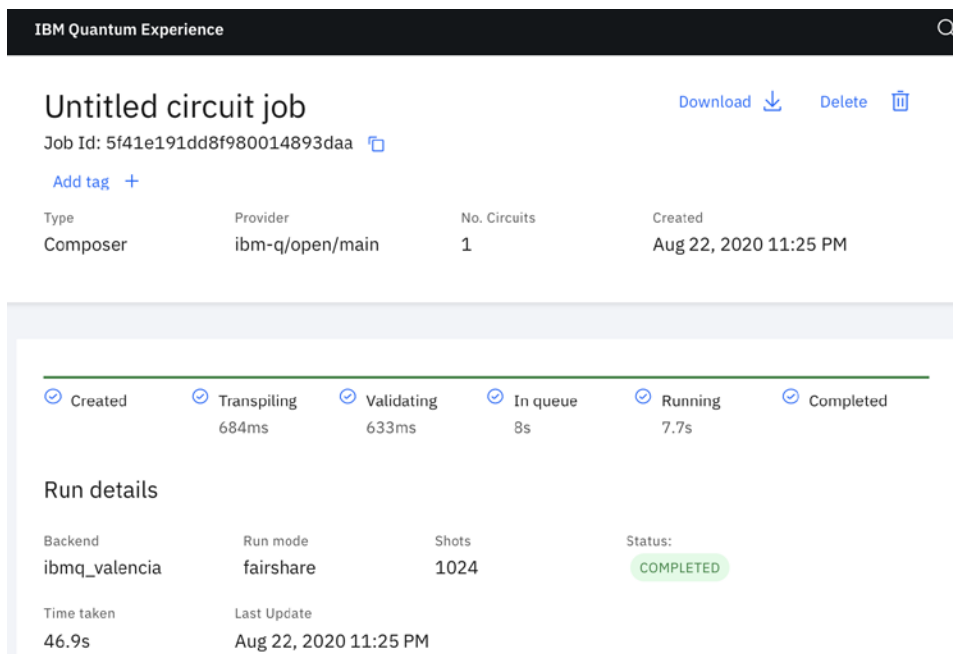 IBM Quantum Experience
Untitled circuit job
Download
Delete
Job Id: 5f41e191dd8f980014893daa
Add tag +
Type
Provider
No. Circuits
Created
Composer
ibm-q/open/main
1
Aug 22, 2020 11:25 PM
Created
Transpiling
Validating
In queue
Running
Completed
684ms
633ms
8s
7.7s
Run details
Backend
Run mode
Shots
Status:
ibmq_valencia
fairshare
1024
COMPLETED
Time taken
Last Update
46.9s
Aug 22, 2020 11:25 PM